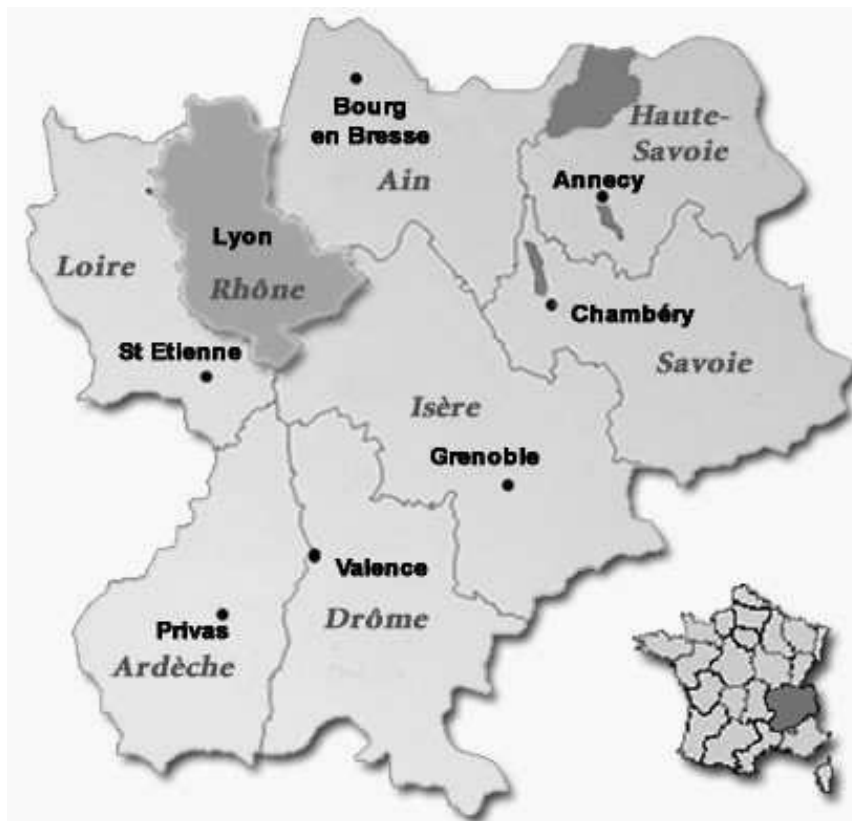 Bourg
en Bresse
Ain
Haute-
Savoie
Annecy
Lyon
Rhône
Loire
St Etienne
Chambéry
Savoie
Isère
Grenoble
Valence
Drôme
Privas
Ardèche